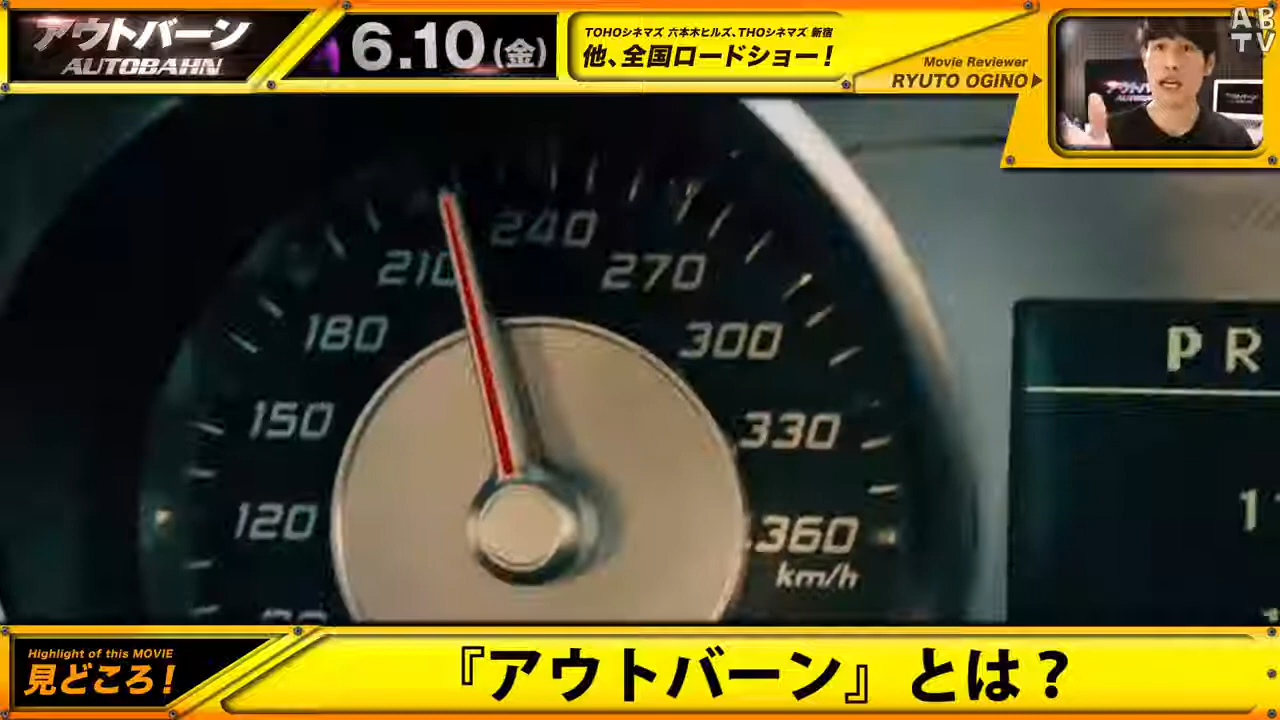 アウトバーン
AUTOBAHN
6.10(金)
TOHOシネマズ 六本木ヒルズ、THOシネマズ 新宿
他、全国ロードショー!
Movie Reviewer
RYUTO OGINO
AB
TV
240
210
270
180
300
150
330
120
360
km/h
PR
Highlight of this MOVIE
見どころ!
『アウトバーン』とは?